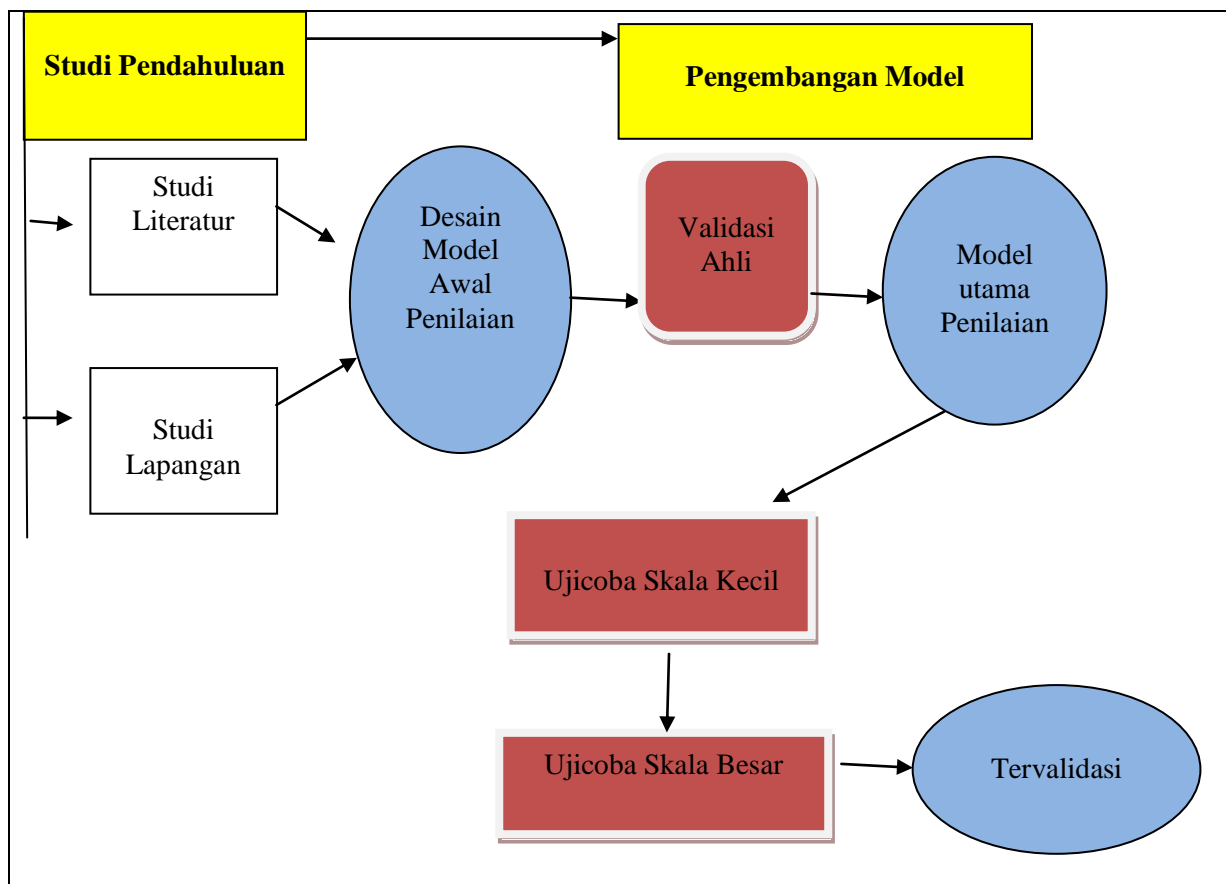 Studi Pendahuluan
Pengembangan Model
Studi
Literatur
Desain
Model
Awal
Penilaian
Validasi
Ahli
Model
utama
Penilaian
Studi
Lapangan
Ujicoba Skala Kecil
Ujicoba Skala Besar
Tervalidasi